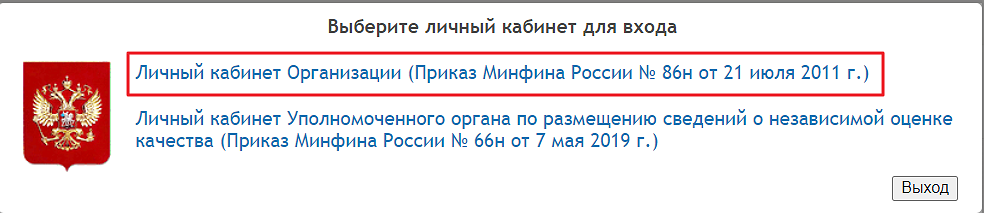 Выберите личный кабинет для входа
Личный кабинет Организации (Приказ Минфина России № 86н от 21 июля 2011 г.)
Личный кабинет Уполномоченного органа по размещению сведений о независимой оценке
качества (Приказ Минфина России № 66н от 7 мая 2019 г.)
Выход